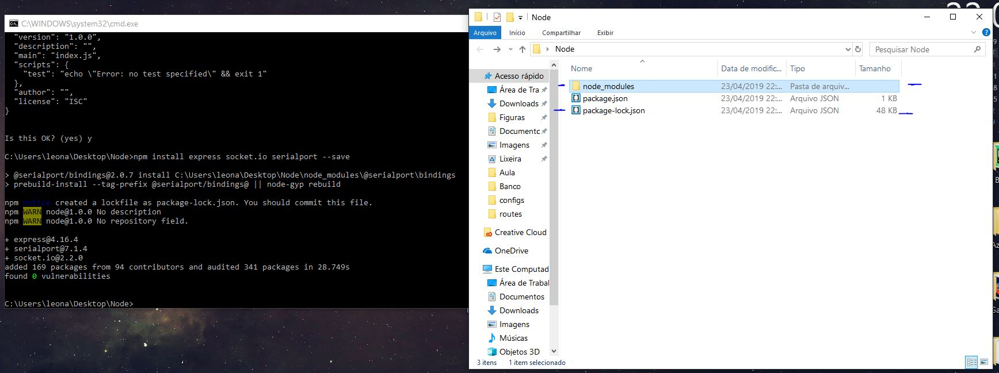 C:\WINDOWS\system32\cmd.exe
  "version": "1.0.0",
  "description": "",
  "main": "index.js",
  "scripts": {
    "test": "echo \"Error: no test specified\" && exit 1"
  },
  "author": "",
  "license": "ISC"
}
Is this OK? (yes) y
C:\Users\leona\Desktop\Node>npm install express socket.io serialport --save
> @serialport/bindings@2.0.7 install C:\Users\leona\Desktop\Node\node_modules\@serialport\bindings
> prebuild-install --tag-prefix @serialport/bindings@ || node-gyp rebuild
npm notice created a lockfile as package-lock.json. You should commit this file.
npm WARN node@1.0.0 No description
npm WARN node@1.0.0 No repository field.
+ express@4.16.4
+ serialport@7.1.4
+ socket.io@2.2.0
added 169 packages from 94 contributors and audited 341 packages in 28.749s
found 0 vulnerabilities
C:\Users\leona\Desktop\Node>
Node
Arquivo Início Compartilhar Exibir
Node
Pesquisar Node
Nome Data de modific... Tipo Tamanho
node_modules 23/04/2019 22:... Pasta de arquiv...
package.json 23/04/2019 22:... Arquivo JSON 1 KB
package-lock.json 23/04/2019 22:... Arquivo JSON 48 KB
Acesso rápido
Área de Tra
Downloads
Figuras
Documentc
Imagens
Lixeira
Aula
Banco
configs
routes
Creative Cloud
OneDrive
Este Computad
Área de Trabal
Documentos
Downloads
Imagens
Músicas
Objetos 3D
3 itens 1 item selecionado